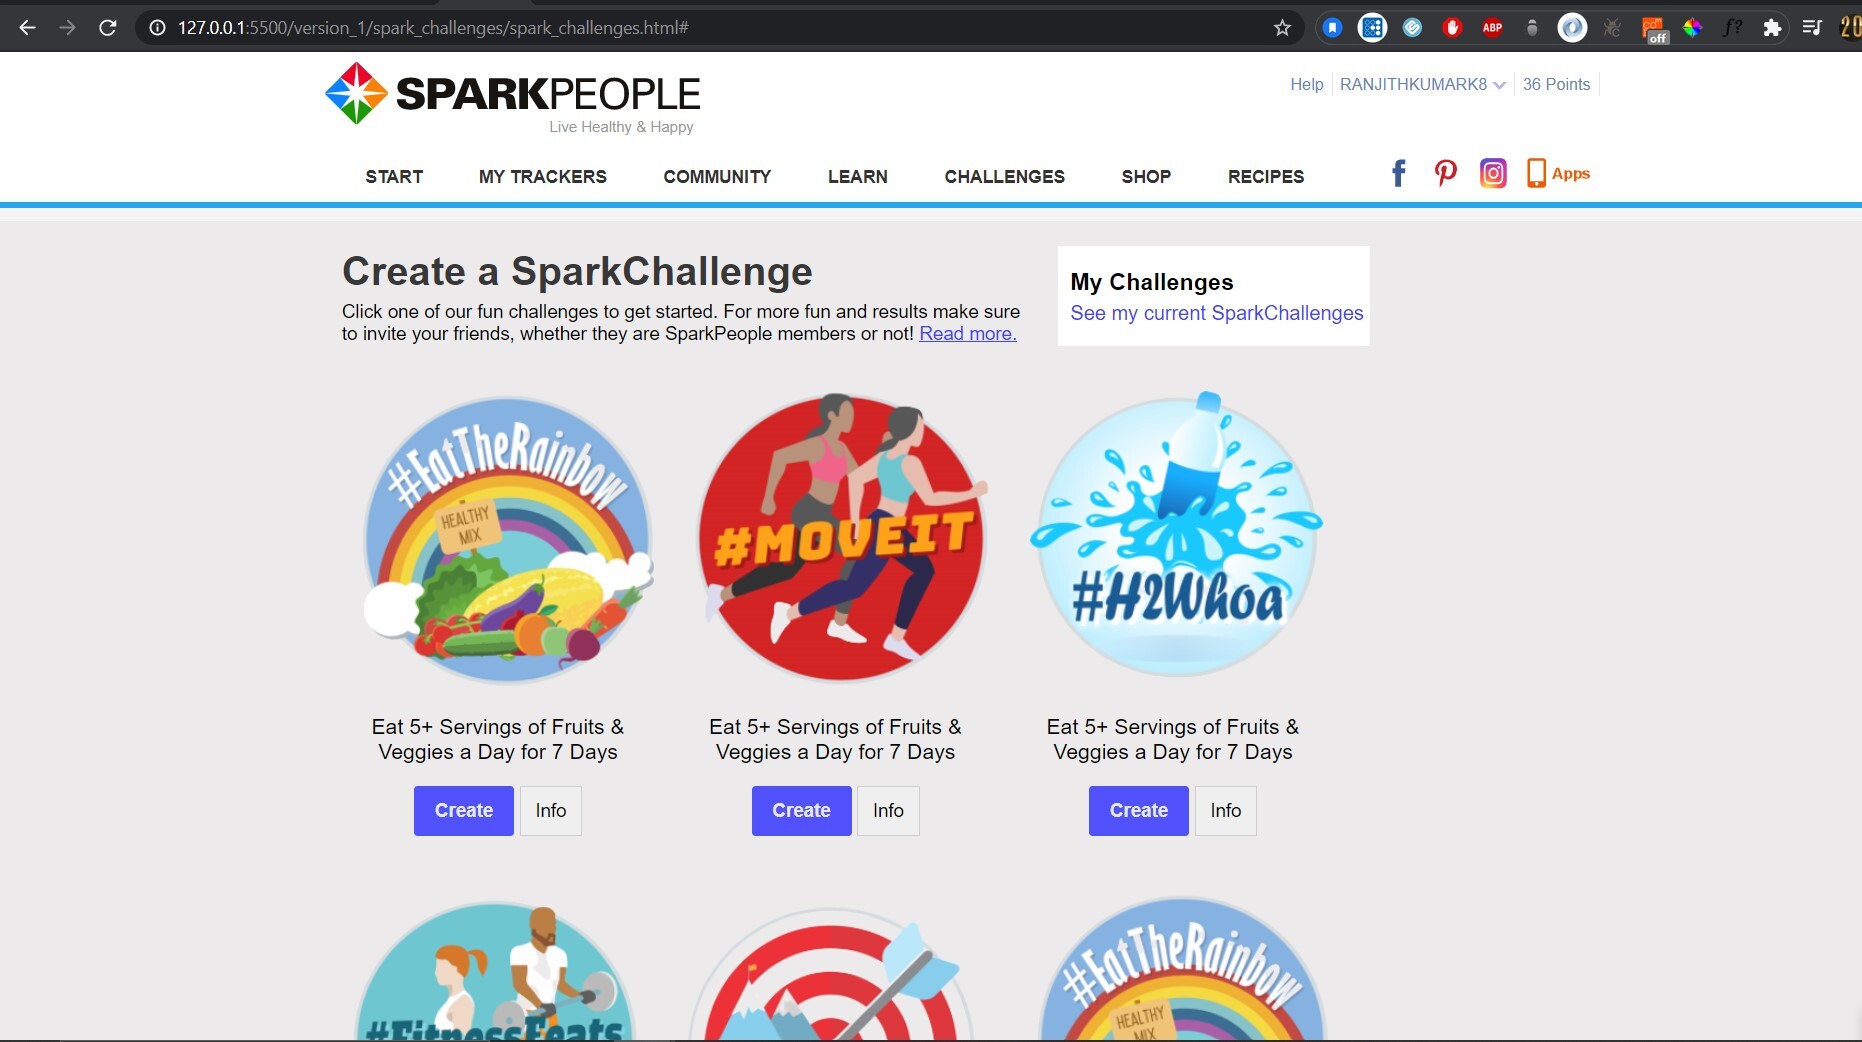 127.0.0.1:5500/version_1/spark_challenges/spark_challenges.html#
ABP
off
f?
SPARKPEOPLE
Live Healthy & Happy
Help
RANJITHKUMARK8
36 Points
START
MY TRACKERS
COMMUNITY
LEARN
CHALLENGES
SHOP
RECIPES
Apps
Create a SparkChallenge
Click one of our fun challenges to get started. For more fun and results make sure
to invite your friends, whether they are SparkPeople members or not! Read more.
My Challenges
See my current SparkChallenges
#EatTheRainbow
HEALTHY
MIX
#MOVEIT
#H2Whoa
Eat 5+ Servings of Fruits &
Veggies a Day for 7 Days
Eat 5+ Servings of Fruits &
Veggies a Day for 7 Days
Eat 5+ Servings of Fruits &
Veggies a Day for 7 Days
Create
Info
Create
Info
Create
Info
#FitnessFeats
#EatTheRainbow
HEALTHY
MIX